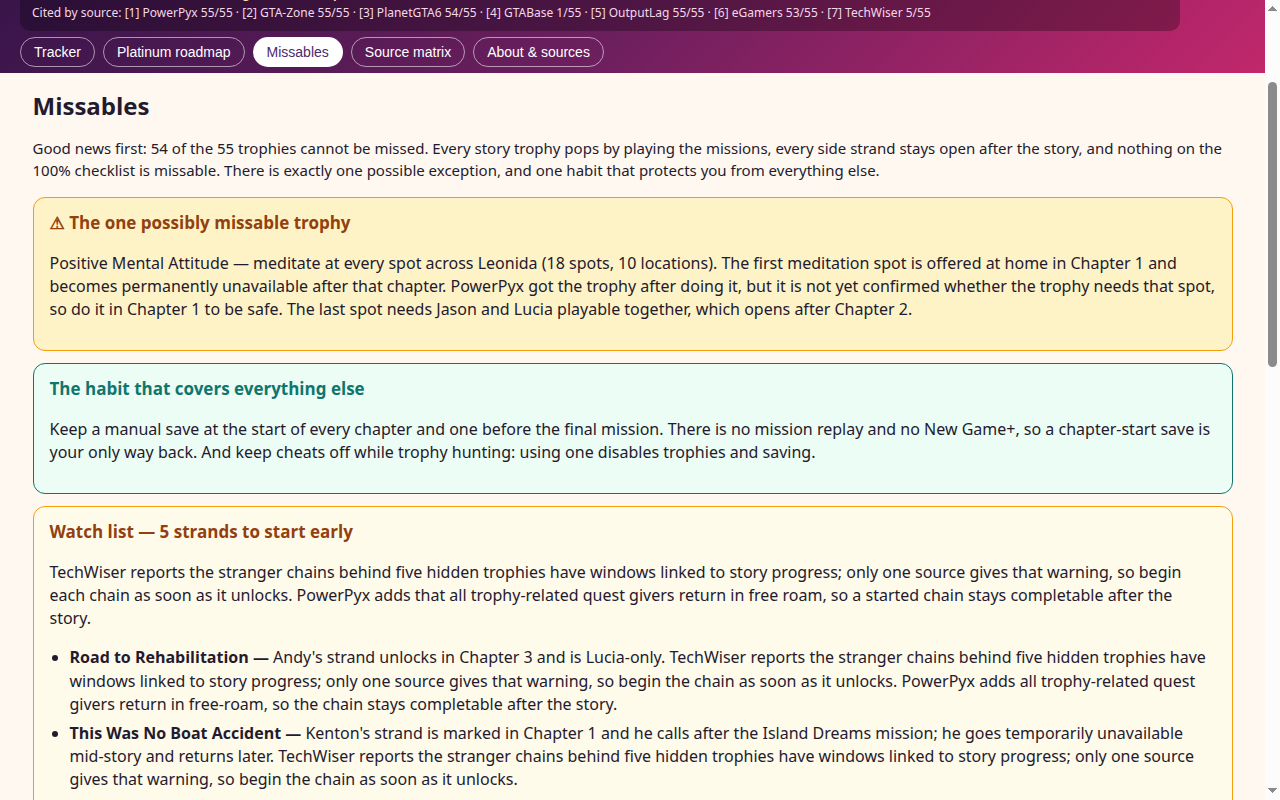 Cited by source: [1] PowerPyx 55/55 · [2] GTA-Zone 55/55 · [3] PlanetGTA6 54/55 · [4] GTABase 1/55 · [5] OutputLag 55/55 · [6] eGamers 53/55 · [7] TechWiser 5/55
Tracker
Platinum roadmap
Missables
Source matrix
About & sources
Missables
Good news first: 54 of the 55 trophies cannot be missed. Every story trophy pops by playing the missions, every side strand stays open after the story, and nothing on the
100% checklist is missable. There is exactly one possible exception, and one habit that protects you from everything else.
⚠ The one possibly missable trophy
Positive Mental Attitude — meditate at every spot across Leonida (18 spots, 10 locations). The first meditation spot is offered at home in Chapter 1 and
becomes permanently unavailable after that chapter. PowerPyx got the trophy after doing it, but it is not yet confirmed whether the trophy needs that spot,
so do it in Chapter 1 to be safe. The last spot needs Jason and Lucia playable together, which opens after Chapter 2.
The habit that covers everything else
Keep a manual save at the start of every chapter and one before the final mission. There is no mission replay and no New Game+, so a chapter-start save is
your only way back. And keep cheats off while trophy hunting: using one disables trophies and saving.
Watch list — 5 strands to start early
TechWiser reports the stranger chains behind five hidden trophies have windows linked to story progress; only one source gives that warning, so begin
each chain as soon as it unlocks. PowerPyx adds that all trophy-related quest givers return in free roam, so a started chain stays completable after the
story.
• Road to Rehabilitation — Andy's strand unlocks in Chapter 3 and is Lucia-only. TechWiser reports the stranger chains behind five hidden trophies have
windows linked to story progress; only one source gives that warning, so begin the chain as soon as it unlocks. PowerPyx adds all trophy-related quest
givers return in free-roam, so the chain stays completable after the story.
• This Was No Boat Accident — Kenton's strand is marked in Chapter 1 and he calls after the Island Dreams mission; he goes temporarily unavailable
mid-story and returns later. TechWiser reports the stranger chains behind five hidden trophies have windows linked to story progress; only one source
gives that warning, so begin the chain as soon as it unlocks.